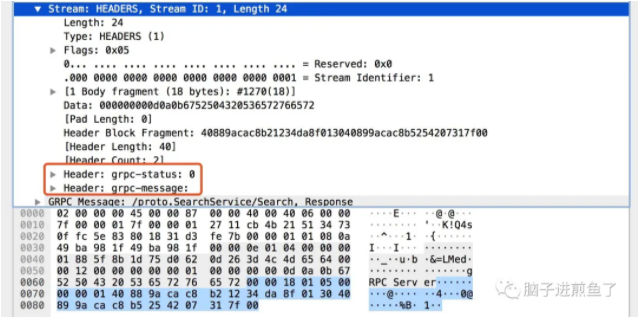 Stream: HEADERS, Stream ID: 1, Length 24
Length: 24
Type: HEADERS (1)
Flags: 0x05
0... .... .... .... .... .... .... .... = Reserved: 0x0
.000 0000 0000 0000 0000 0000 0000 0001 = Stream Identifier: 1
[1 Body fragment (18 bytes): #1270(18)]
Data: 000000000d0a0b67525043205365727665​72
[Pad Length: 0]
Header Block Fragment: 40889acac8b21234da8f013040899acac8b5254207317f00
[Header Length: 40]
[Header Count: 2]
Header: grpc-status: 0
Header: grpc-message:
GRPC Message: /proto.SearchService/Search, Response
0000 02 00 00 00 45 00 00 87 00 00 40 00 40 06 00 00 ····E··· ··@·@···
0010 7f 00 00 01 7f 00 00 01 27 11 cb 4b 21 51 34 73 ········ '··K!Q4s
0020 0f fc 5e 83 80 18 31 d3 fe 7b 00 00 01 01 08 0a ··^···1· ·{······
0030 49 ba 98 1f 49 ba 98 1f 00 00 0e 01 04 00 00 00 I···I··· ········
0040 01 88 5f 8b 1d 75 d0 62 0d 26 3d 4c 4d 65 64 00 ··_··u·b ·&=LMed·
0050 00 12 00 00 00 00 00 01 00 00 00 00 0d 0a 0b 67 ········ ·······g
0060 52 50 43 20 53 65 72 76 65 72 00 00 18 01 05 00 RPC Serv er······
0070 00 00 01 40 88 9a ca c8 b2 12 34 da 8f 01 30 40 ···@···· ··4···0@
0080 89 9a ca c8 b5 25 42 07 31 7f 00 ·····%B· 1··
脑子进煎鱼了